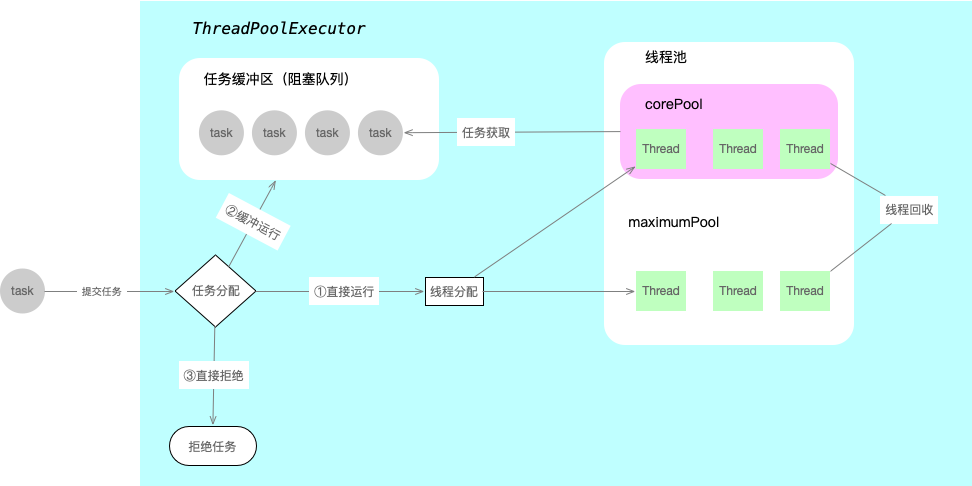 ThreadPoolExecutor
任务缓冲区（阻塞队列）
task
task
task
task
任务获取
线程池
corePool
Thread
Thread
Thread
maximumPool
线程回收
②缓冲运行
task
提交任务
任务分配
①直接运行
线程分配
Thread
Thread
Thread
③直接拒绝
拒绝任务